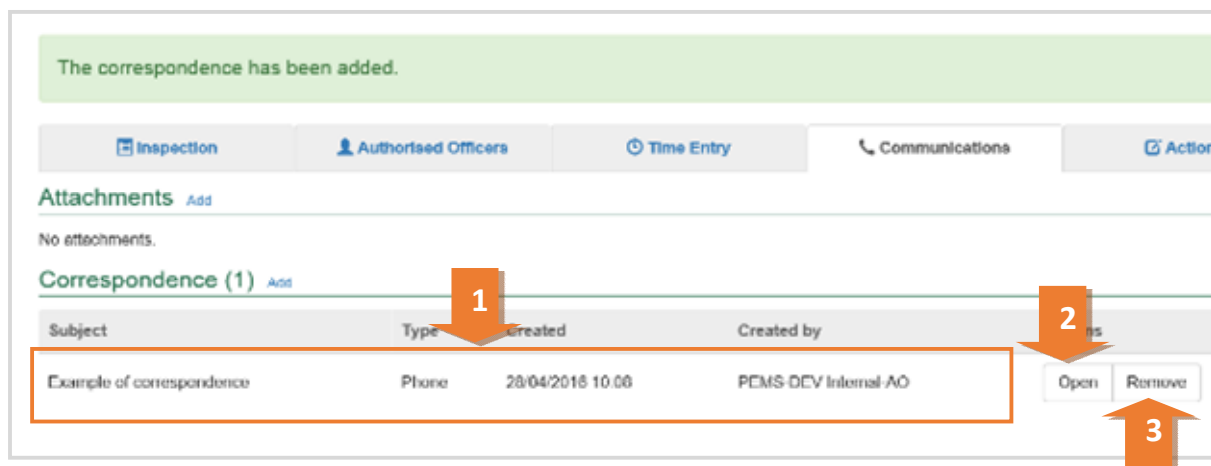 The correspondence has been added.
Inspection Authorised Officers Time Entry Communications Action
Attachments Add
No attachments.
Correspondence (1) Add
1
2
Subject Type Created Created by
Example of correspondence Phone 28/04/2016 10:08 PEMS-DEV Internal-AO Open Remove
3